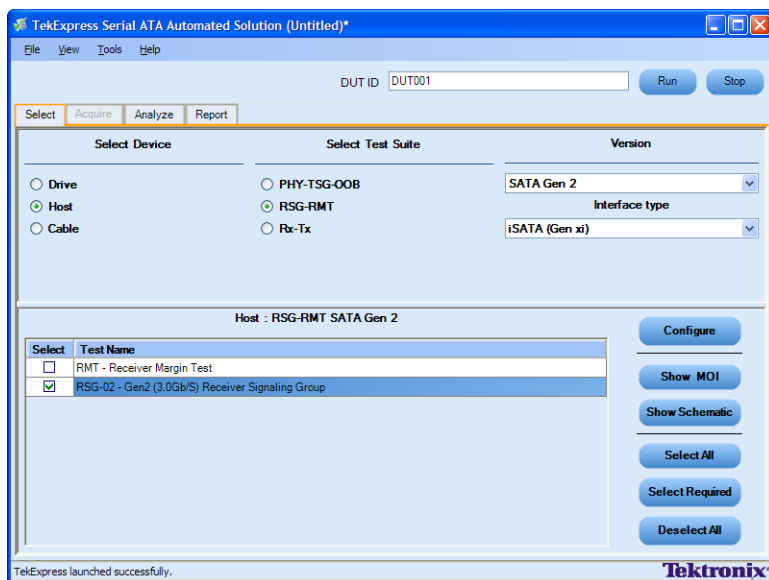 TekExpress Serial ATA Automated Solution (Untitled)*
File View Tools Help
DUT ID DUT001 Run Stop
Select Acquire Analyze Report
Select Device Select Test Suite Version
Drive PHY-TSG-OOB SATA Gen 2
Host RSG-RMT Interface type
Cable Rx-Tx iSATA (Gen xi)
Host : RSG-RMT SATA Gen 2
Configure
Select Test Name
RMT - Receiver Margin Test
RSG-02 - Gen2 (3.0Gb/S) Receiver Signaling Group
Show MOI
Show Schematic
Select All
Select Required
Deselect All
TekExpress launched successfully. Tektronix